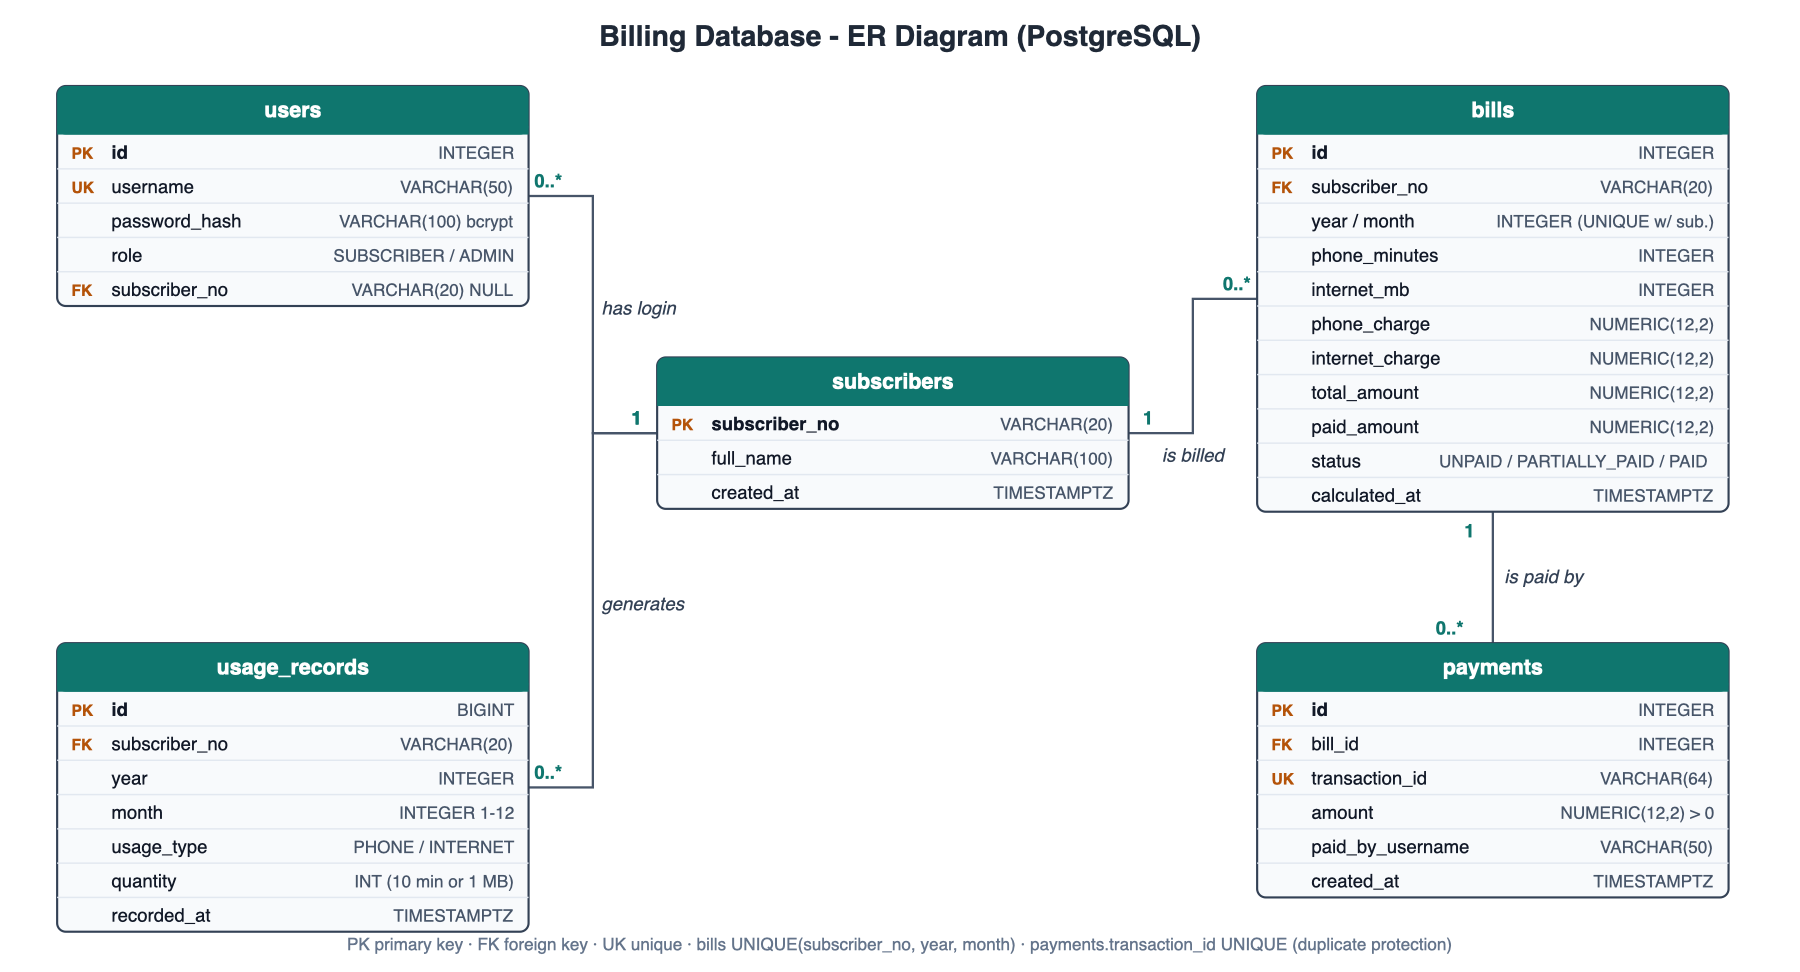 Billing Database - ER Diagram (PostgreSQL)
users
PK id INTEGER
UK username VARCHAR(50)
password_hash VARCHAR(100) bcrypt
role SUBSCRIBER / ADMIN
FK subscriber_no VARCHAR(20) NULL
0..*
has login
subscribers
1
PK subscriber_no VARCHAR(20)
full_name VARCHAR(100)
created_at TIMESTAMPTZ
1
is billed
0..*
bills
PK id INTEGER
FK subscriber_no VARCHAR(20)
year / month INTEGER (UNIQUE w/ sub.)
phone_minutes INTEGER
internet_mb INTEGER
phone_charge NUMERIC(12,2)
internet_charge NUMERIC(12,2)
total_amount NUMERIC(12,2)
paid_amount NUMERIC(12,2)
status UNPAID / PARTIALLY_PAID / PAID
calculated_at TIMESTAMPTZ
1
is paid by
0..*
generates
usage_records
PK id BIGINT
FK subscriber_no VARCHAR(20)
year INTEGER
0..*
month INTEGER 1-12
usage_type PHONE / INTERNET
quantity INT (10 min or 1 MB)
recorded_at TIMESTAMPTZ
payments
PK id INTEGER
FK bill_id INTEGER
UK transaction_id VARCHAR(64)
amount NUMERIC(12,2) > 0
paid_by_username VARCHAR(50)
created_at TIMESTAMPTZ
PK primary key · FK foreign key · UK unique · bills UNIQUE(subscriber_no, year, month) · payments.transaction_id UNIQUE (duplicate protection)